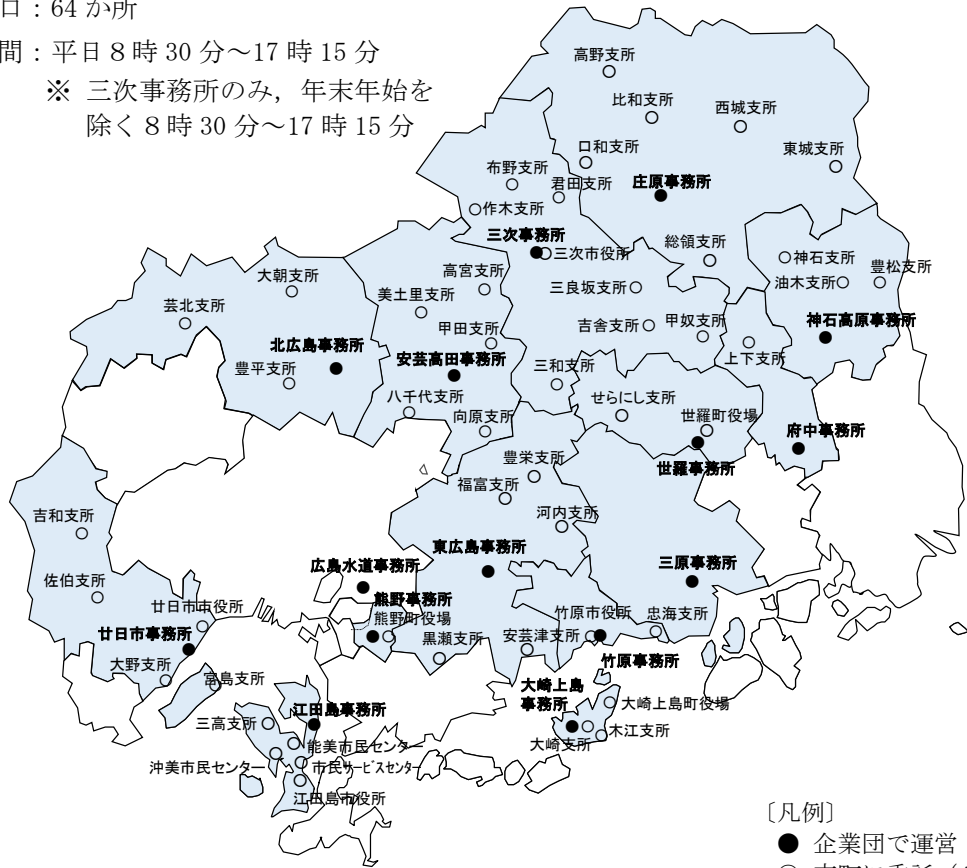 口：64 か所
間：平日８時 30 分～17 時 15 分
※ 三次事務所のみ，年末年始を
除く８時 30 分～17 時 15 分
高野支所
比和支所
西城支所
口和支所
東城支所
布野支所
君田支所
庄原事務所
作木支所
三次事務所
三次市役所
総領支所
神石支所
豊松支所
大朝支所
高宮支所
三良坂支所
油木支所
芸北支所
美土里支所
甲田支所
吉舎支所
甲奴支所
神石高原事務所
北広島事務所
安芸高田事務所
上下支所
豊平支所
三和支所
八千代支所
せらにし支所
向原支所
世羅町役場
府中事務所
豊栄支所
世羅事務所
福富支所
河内支所
吉和支所
東広島事務所
広島水道事務所
三原事務所
佐伯支所
熊野事務所
廿日市市役所
熊野町役場
竹原市役所
忠海支所
廿日市事務所
黒瀬支所
安芸津支所
大野支所
竹原事務所
宮島支所
大崎上島
事務所
大崎上島町役場
江田島事務所
三高支所
木江支所
大崎支所
能美市民センター
沖美市民センター
市民サービスセンター
江田島市役所
〔凡例〕
● 企業団で運営